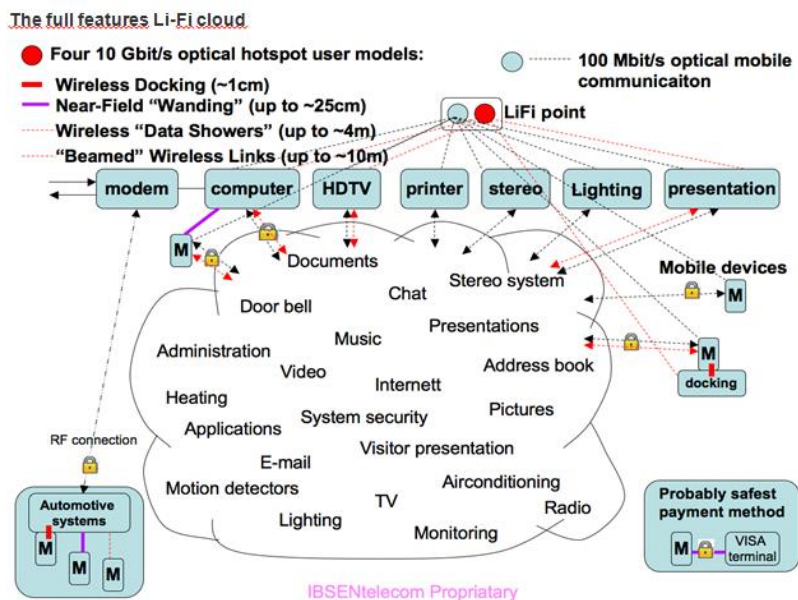 The full features Li-Fi cloud
Four 10 Gbit/s optical hotspot user models:
100 Mbit/s optical mobile
communicaiton
Wireless Docking (~1cm)
Near-Field “Wanding” (up to ~25cm)
Wireless “Data Showers” (up to ~4m)
“Beamed” Wireless Links (up to ~10m)
LiFi point
modem
computer
HDTV
printer
stereo
Lighting
presentation
M
Documents
Stereo system
Mobile devices
Chat
Door bell
M
Presentations
Music
Administration
Address book
M
Video
Internett
docking
Heating
Pictures
System security
Applications
RF connection
Visitor presentation
E-mail
Airconditioning
Motion detectors
TV
Radio
Lighting
Monitoring
Automotive
systems
M
M
M
Probably safest
payment method
M
VISA
terminal
IBSENtelecom Propriatary